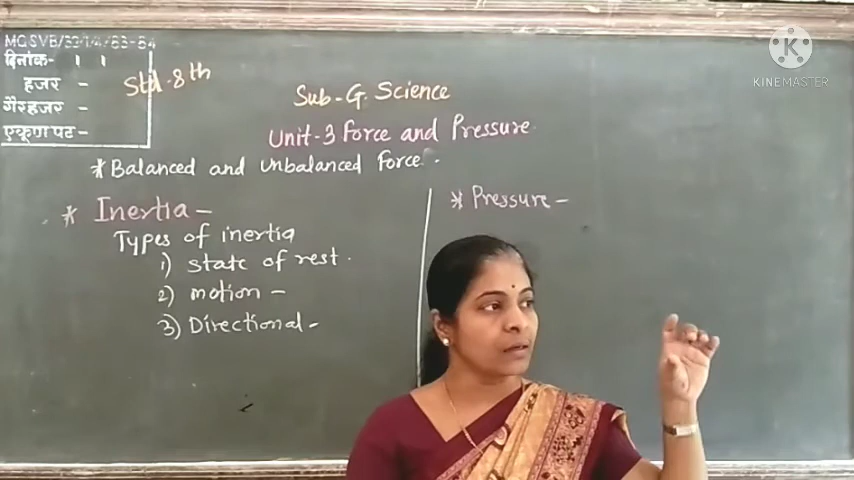 MGSVB/33/14/83-84
दिनांक- । ।
हजर -
गैरहजर -
एकूण पट -
Std. 8th
Sub-G. Science
Unit-3 Force and Pressure.
* Balanced and unbalanced Force.
* Inertia -
Types of inertia
1) State of rest.
2) motion -
3) Directional -
* Pressure -
K
KINEMASTER